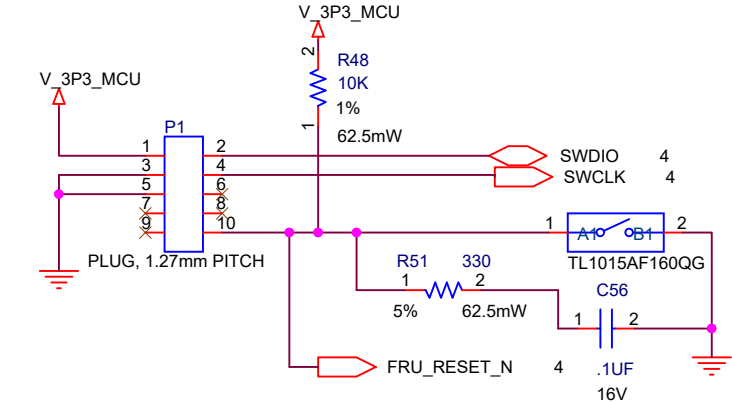 V_3P3_MCU
2
R48
V_3P3_MCU
10K
1%
P1
1
62.5mW
1 2
SWDIO 4
3 4
SWCLK 4
5 6
7 8
9 10
1 A1 B1 2
PLUG, 1.27mm PITCH
R51 330
TL1015AF160QG
1 2
C56
5% 62.5mW
1 2
FRU_RESET_N 4
.1UF
16V